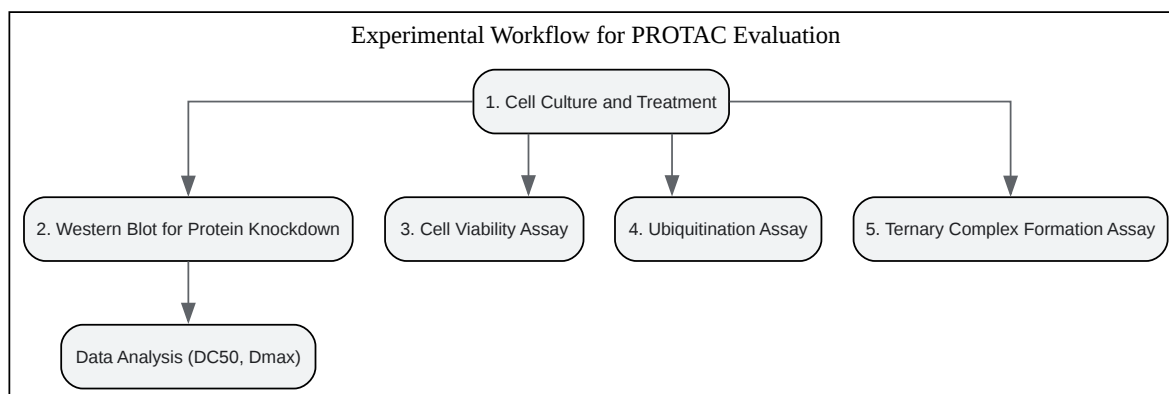 Experimental Workflow for PROTAC Evaluation
1. Cell Culture and Treatment
2. Western Blot for Protein Knockdown
3. Cell Viability Assay
4. Ubiquitination Assay
5. Ternary Complex Formation Assay
Data Analysis (DC50, Dmax)